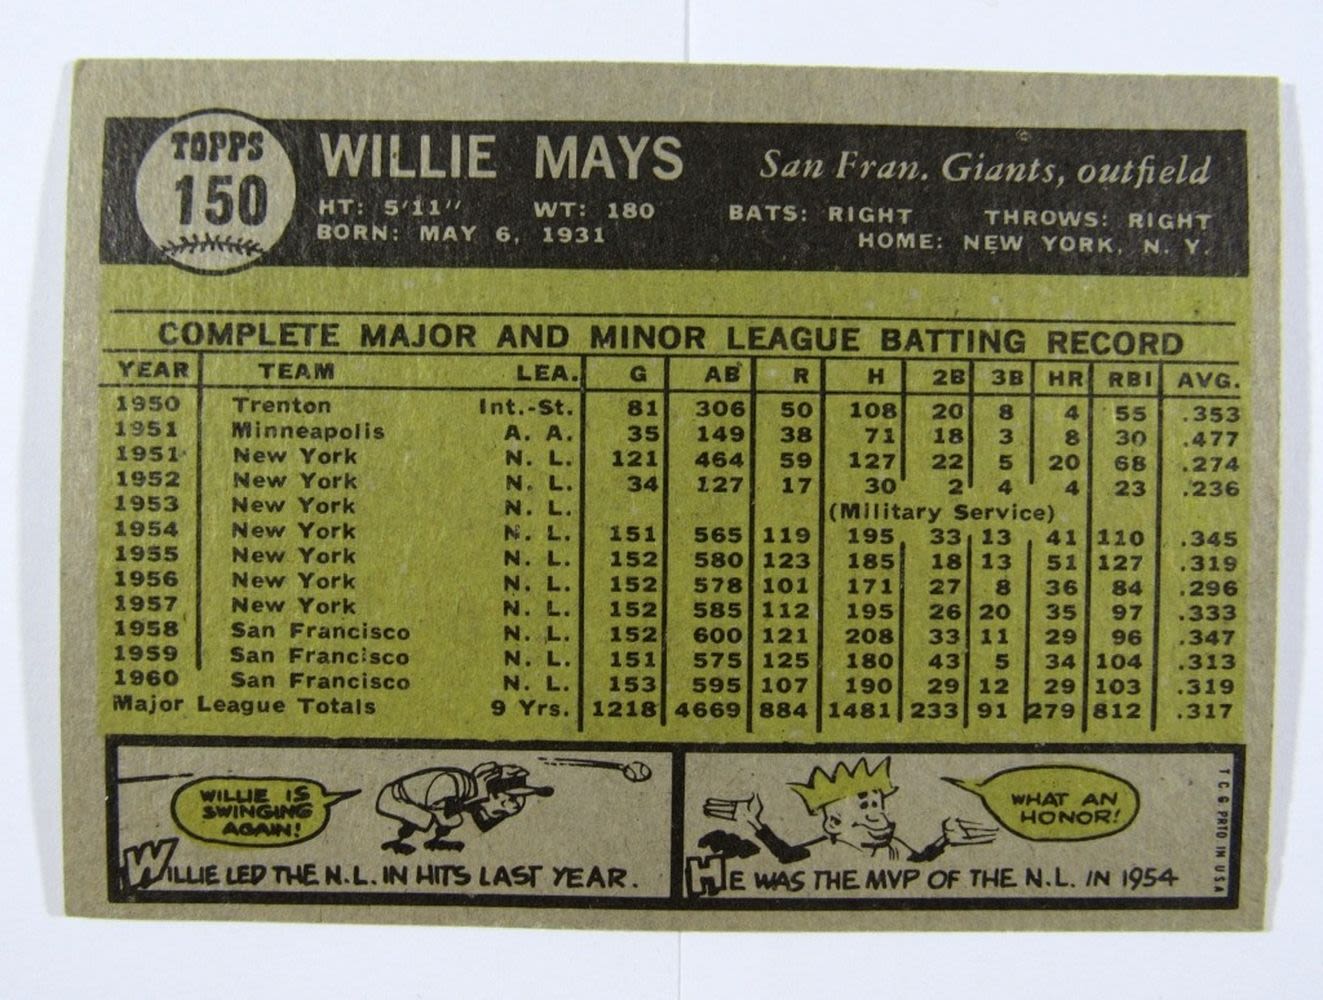 TOPPS
150
WILLIE MAYS San Fran. Giants, outfield
HT: 5'11" WT: 180 BATS: RIGHT THROWS: RIGHT
BORN: MAY 6, 1931 HOME: NEW YORK, N. Y.
COMPLETE MAJOR AND MINOR LEAGUE BATTING RECORD
YEAR TEAM LEA. G AB R H 2B 3B HR RBI AVG.
1950 Trenton Int.-St. 81 306 50 108 20 8 4 55 .353
1951 Minneapolis A. A. 35 149 38 71 18 3 8 30 .477
1951 New York N. L. 121 464 59 127 22 5 20 68 .274
1952 New York N. L. 34 127 17 30 2 4 4 23 .236
1953 New York N. L. (Military Service)
1954 New York N. L. 151 565 119 195 33 13 41 110 .345
1955 New York N. L. 152 580 123 185 18 13 51 127 .319
1956 New York N. L. 152 578 101 171 27 8 36 84 .296
1957 New York N. L. 152 585 112 195 26 20 35 97 .333
1958 San Francisco N. L. 152 600 121 208 33 11 29 96 .347
1959 San Francisco N. L. 151 575 125 180 43 5 34 104 .313
1960 San Francisco N. L. 153 595 107 190 29 12 29 103 .319
Major League Totals 9 Yrs. 1218 4669 884 1481 233 91 279 812 .317
WILLIE IS
SWINGING
AGAIN!
WILLIE LED THE N.L. IN HITS LAST YEAR.
WHAT AN
HONOR!
HE WAS THE MVP OF THE N.L. IN 1954
T.C.G. PRTD IN USA